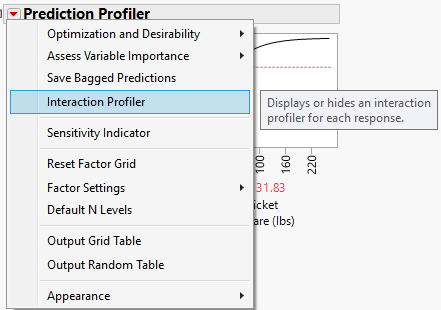 Prediction Profiler
Optimization and Desirability
Assess Variable Importance
Save Bagged Predictions
Interaction Profiler
Displays or hides an interaction
profiler for each response.
Sensitivity Indicator
Reset Factor Grid
Factor Settings
Default N Levels
Output Grid Table
Output Random Table
Appearance
100
160
220
31.83
icket
are (lbs)